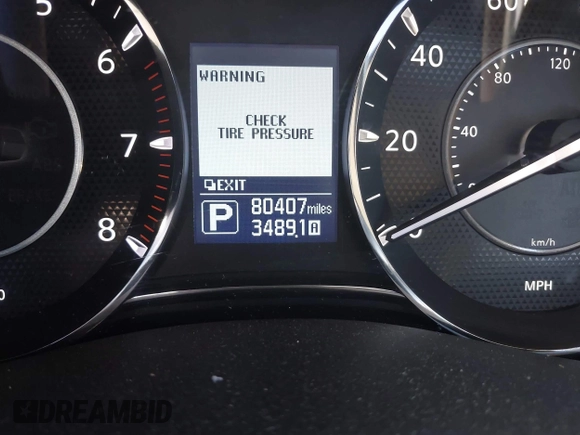 5
6
7
8
0
WARNING
CHECK
TIRE PRESSURE
EXIT
P
80407 miles
3489.1 A
60
40
20
0
120
80
40
km/h
MPH
DREAMBID